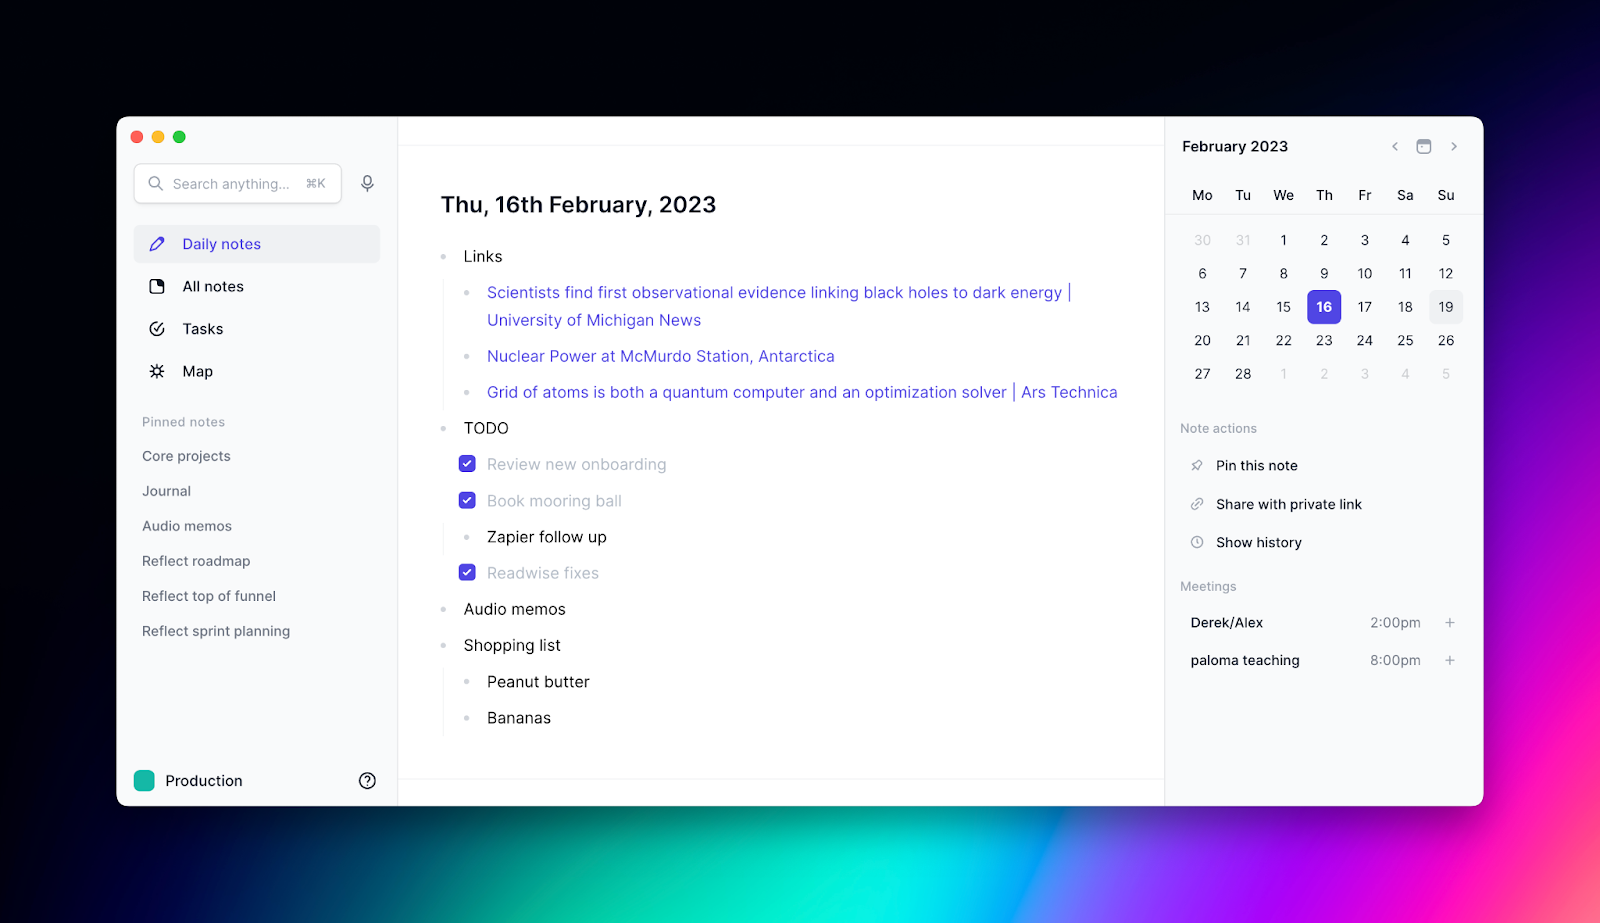 Search anything... ⌘K
Daily notes
All notes
Tasks
Map
Pinned notes
Core projects
Journal
Audio memos
Reflect roadmap
Reflect top of funnel
Reflect sprint planning
Production
Thu, 16th February, 2023
Links
Scientists find first observational evidence linking black holes to dark energy |
University of Michigan News
Nuclear Power at McMurdo Station, Antarctica
Grid of atoms is both a quantum computer and an optimization solver | Ars Technica
TODO
Review new onboarding
Book mooring ball
Zapier follow up
Readwise fixes
Audio memos
Shopping list
Peanut butter
Bananas
February 2023
Mo Tu We Th Fr Sa Su
30 31 1 2 3 4 5
6 7 8 9 10 11 12
13 14 15 16 17 18 19
20 21 22 23 24 25 26
27 28 1 2 3 4 5
Note actions
Pin this note
Share with private link
Show history
Meetings
Derek/Alex 2:00pm +
paloma teaching 8:00pm +